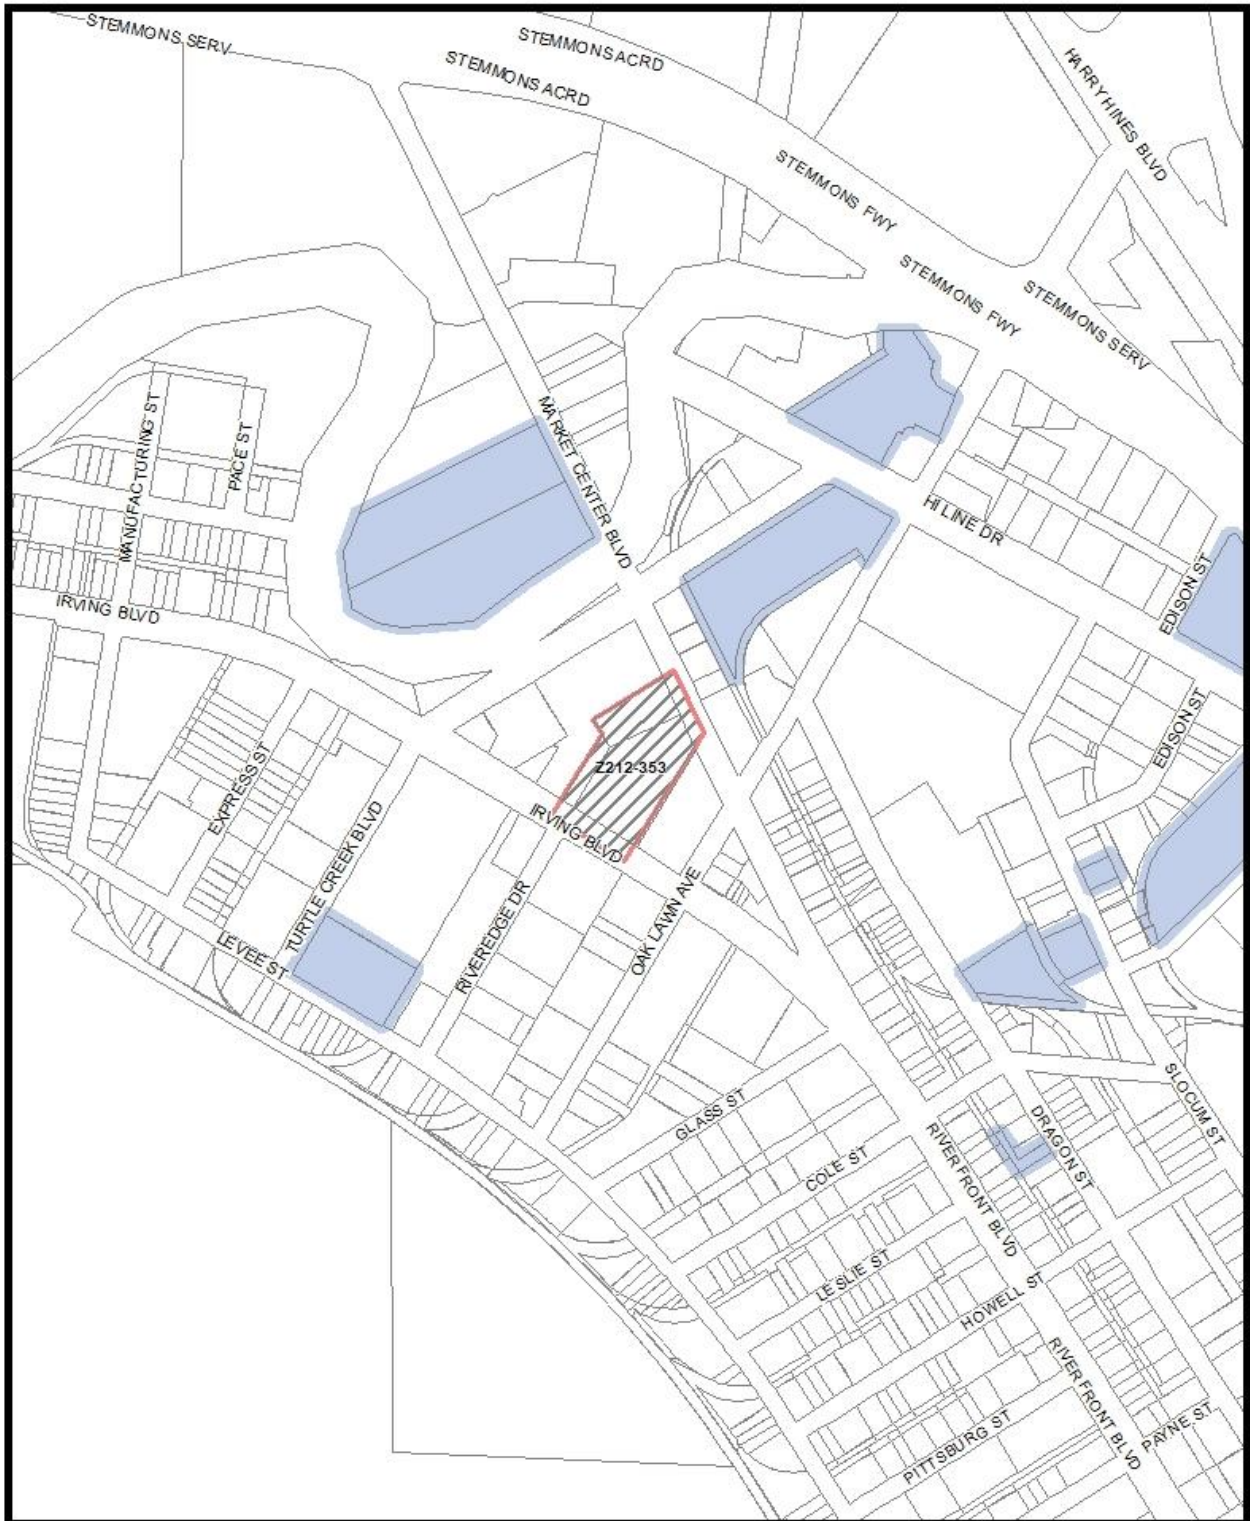 STEMMONS SERV
STEMMONS ACRD
STEMMONS ACRD
HARRY HINES BLVD
STEMMONS FWY
STEMMONS FWY
STEMMONS SERV
MANUFACTURING ST
PACE ST
MARKET CENTER BLVD
HI LINE DR
EDISON ST
IRVING BLVD
EDISON ST
EXPRESS ST
TURTLE CREEK BLVD
Z212-353
IRVING BLVD
LEVEE ST
RIVEREDGE DR
OAK LAWN AVE
GLASS ST
COLE ST
RIVERFRONT BLVD
DRAGON ST
SLOCUM ST
LESLIE ST
HOWELL ST
RIVERFRONT BLVD
PITTSBURG ST
PAYNE ST